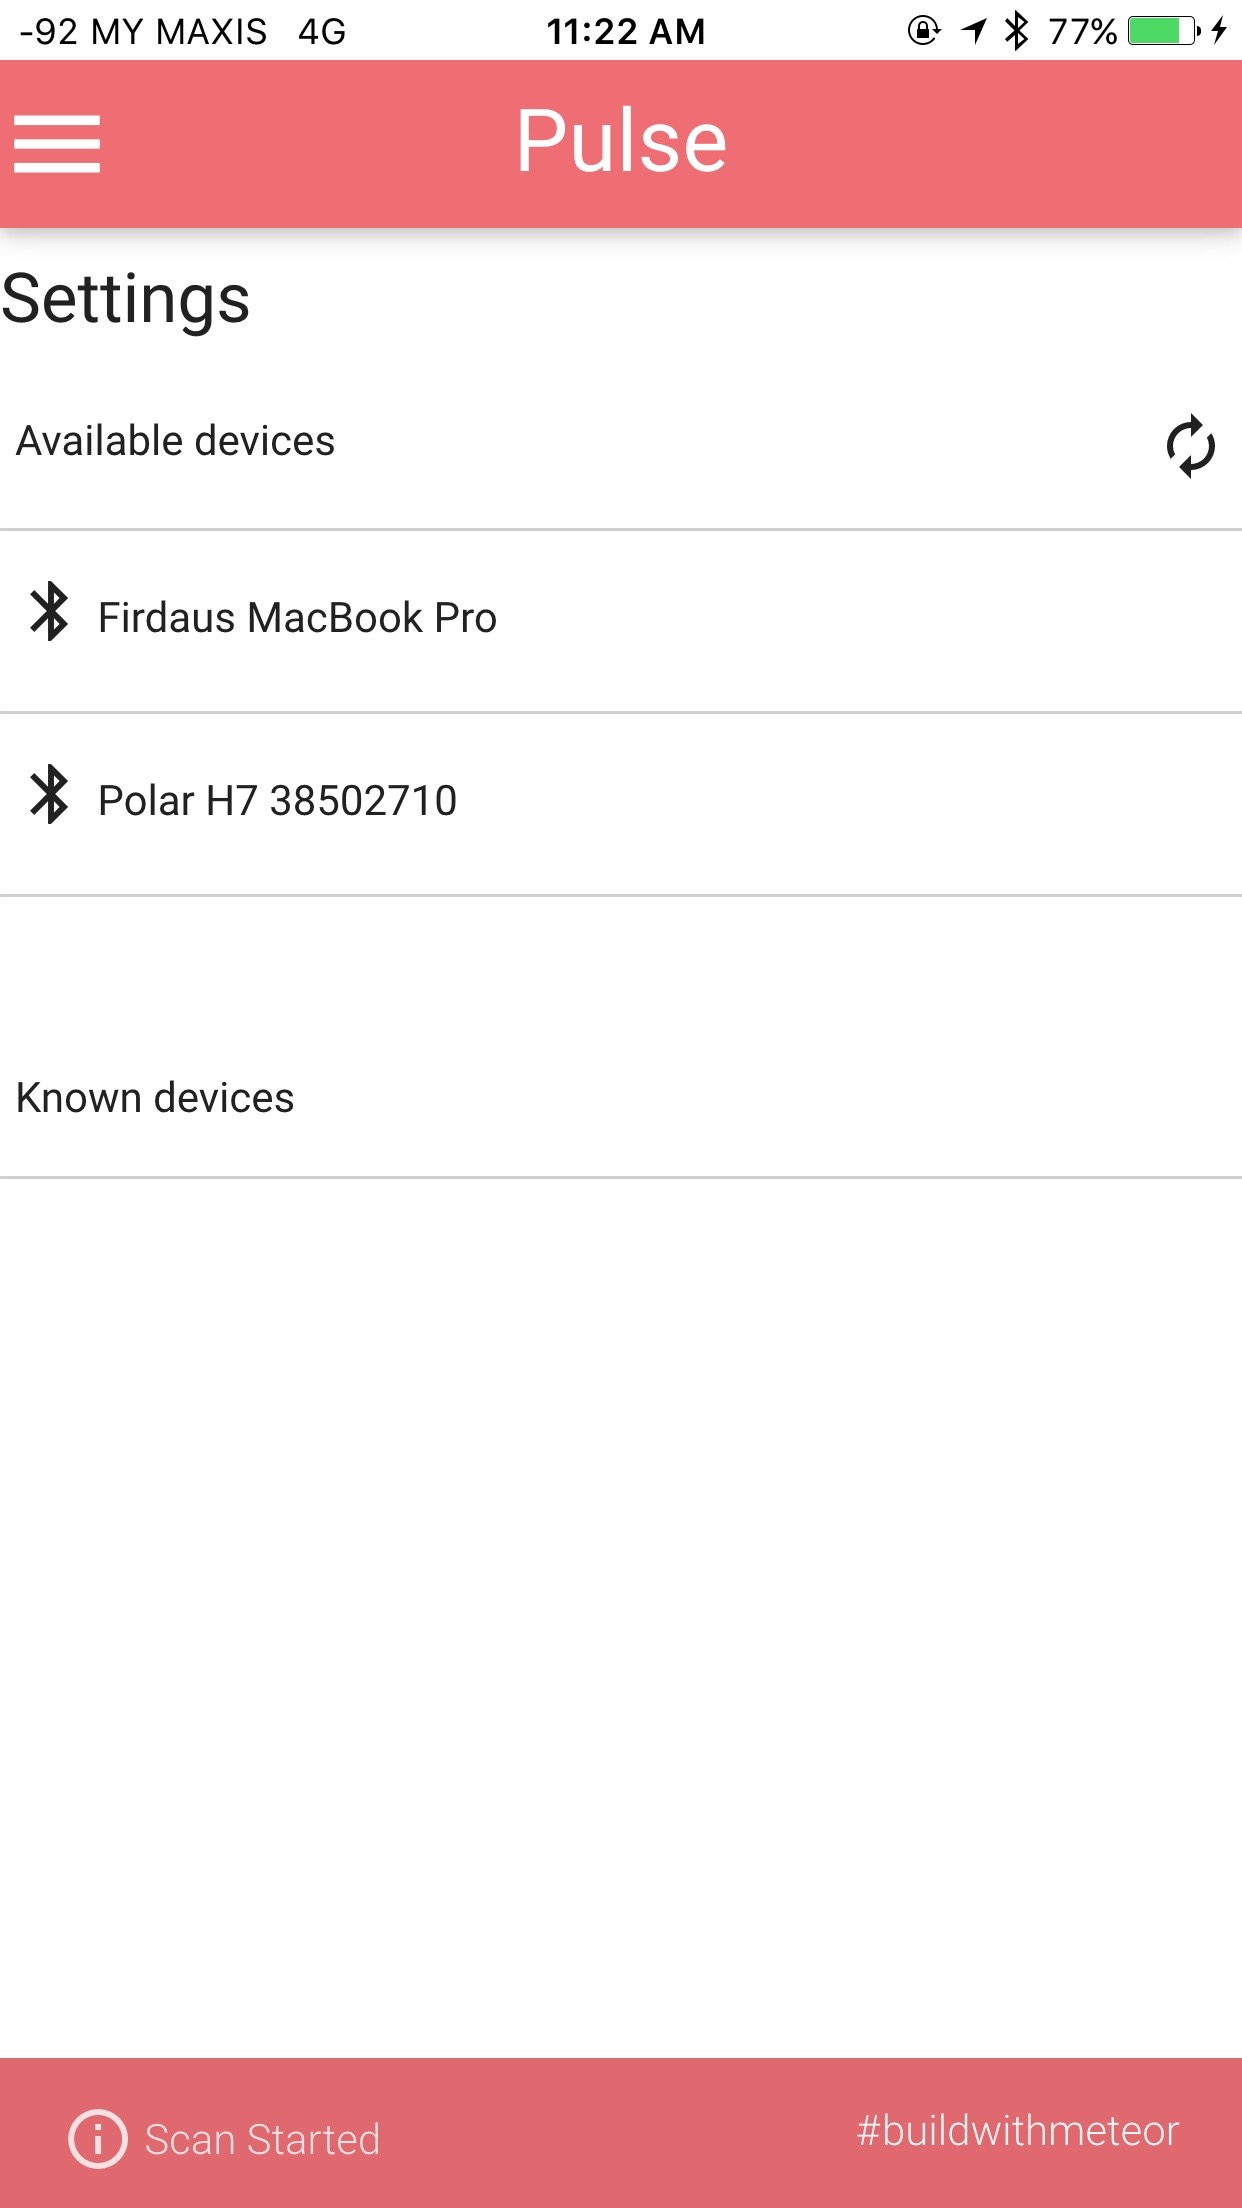 -92 MY MAXIS 4G 11:22 AM 77%
Pulse
Settings
Available devices
Firdaus MacBook Pro
Polar H7 38502710
Known devices
Scan Started #buildwithmeteor